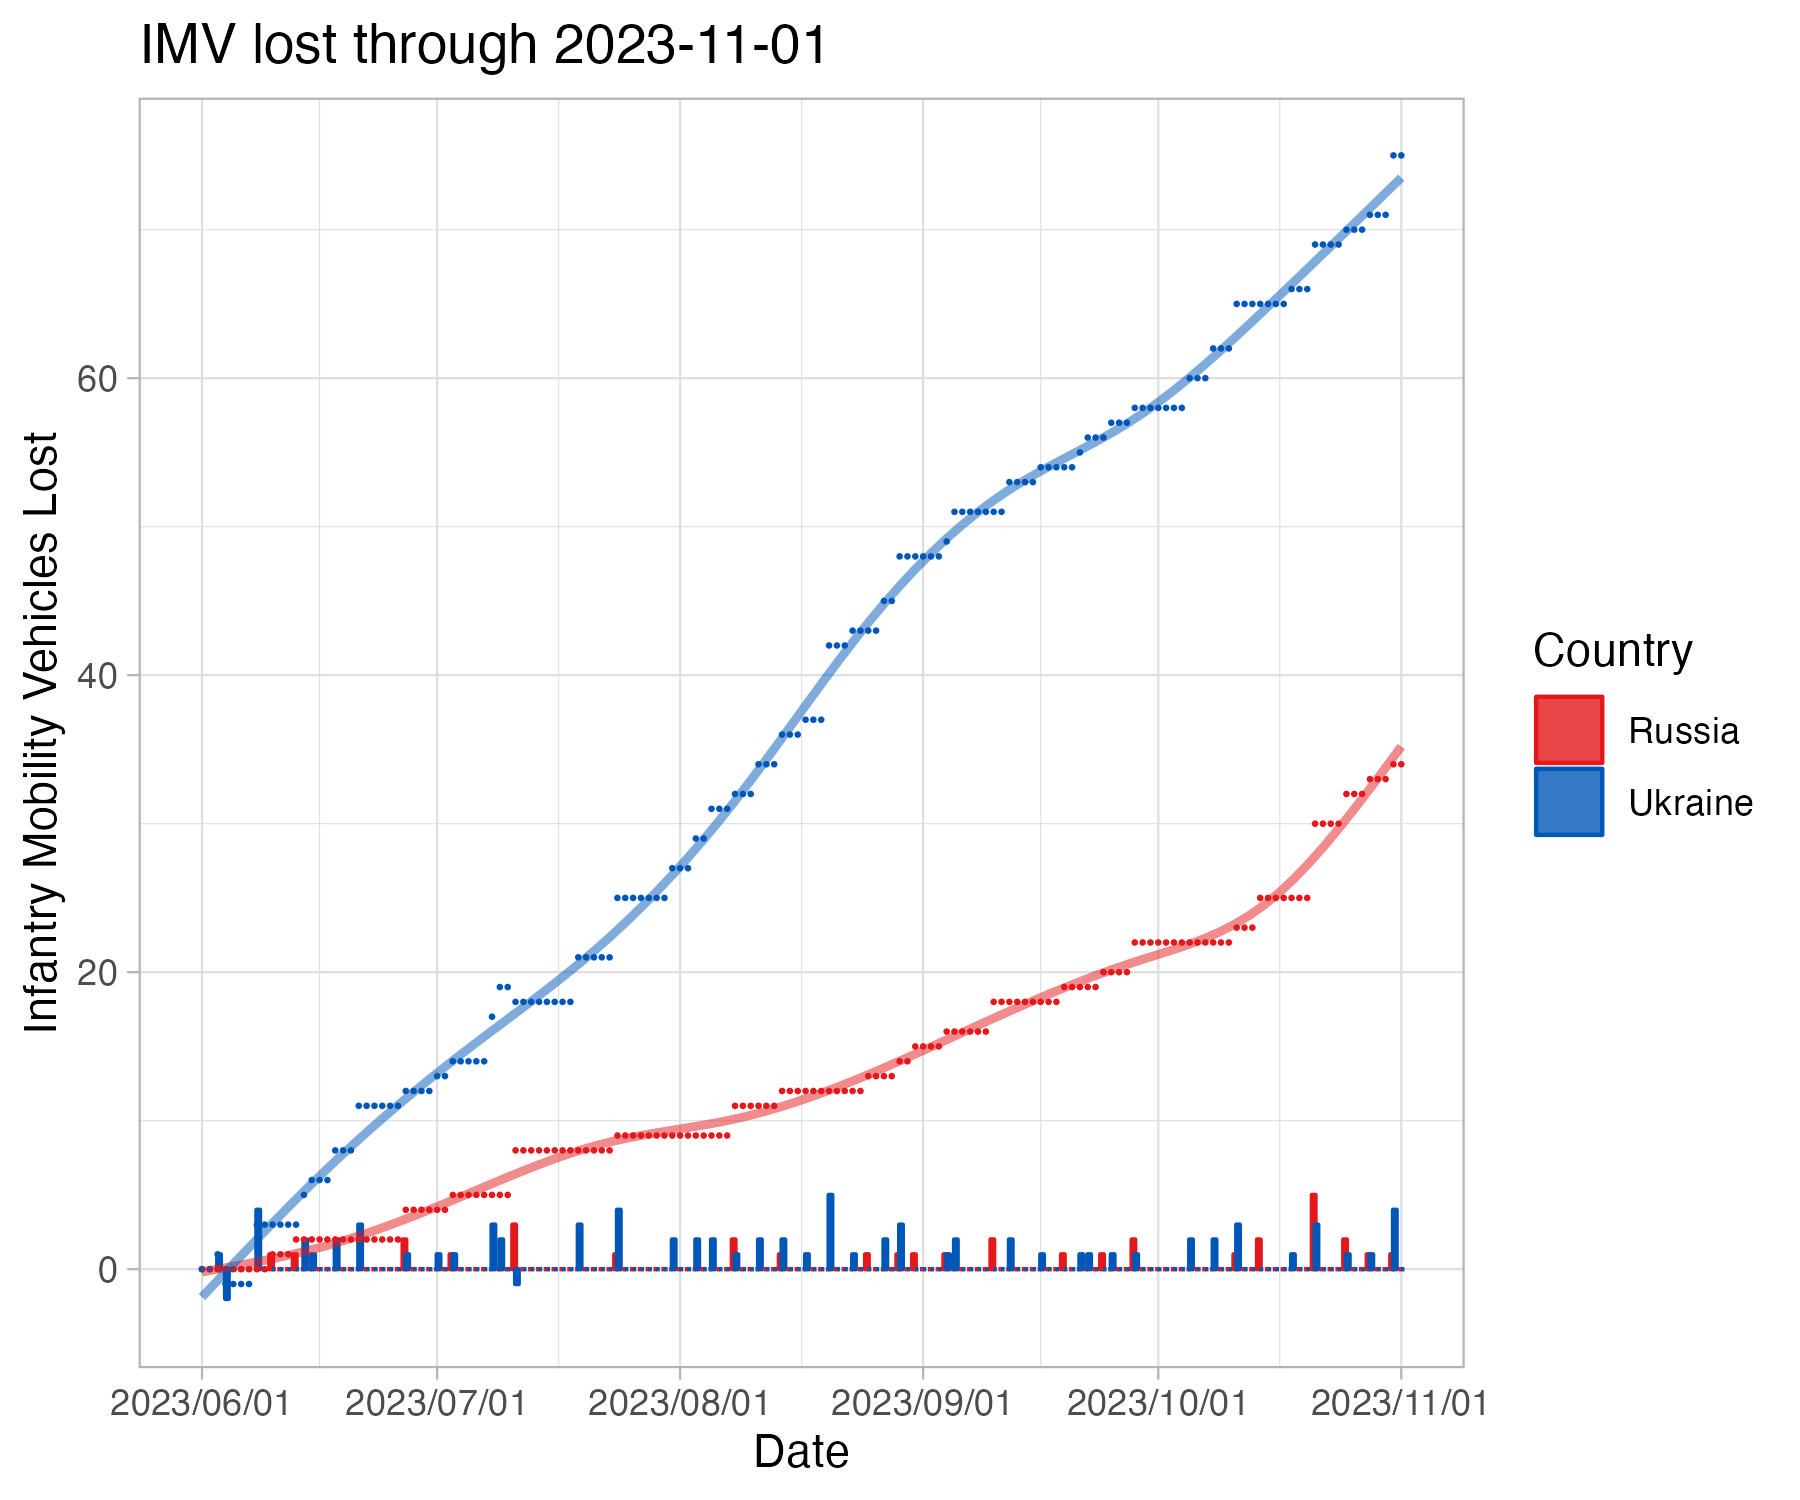 IMV lost through 2023-11-01
Infantry Mobility Vehicles Lost
60
40
20
0
2023/06/01 2023/07/01 2023/08/01 2023/09/01 2023/10/01 2023/11/01
Date
Country
Russia
Ukraine